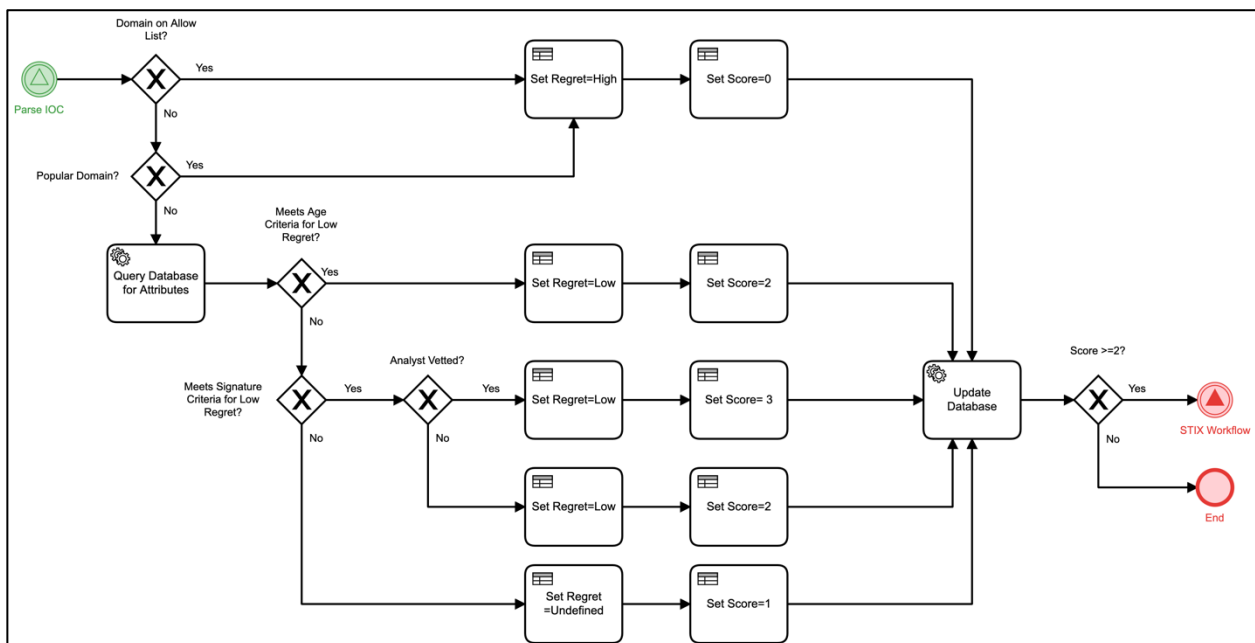 Domain on Allow
List?
Parse IOC
Yes
No
Set Regret=High
Set Score=0
Popular Domain?
Yes
No
Query Database
for Attributes
Meets Age
Criteria for Low
Regret?
Yes
No
Set Regret=Low
Set Score=2
Meets Signature
Criteria for Low
Regret?
Yes
No
Analyst Vetted?
Yes
No
Set Regret=Low
Set Score= 3
Set Regret=Low
Set Score=2
Set Regret
=Undefined
Set Score=1
Update
Database
Score >=2?
Yes
No
STIX Workflow
End